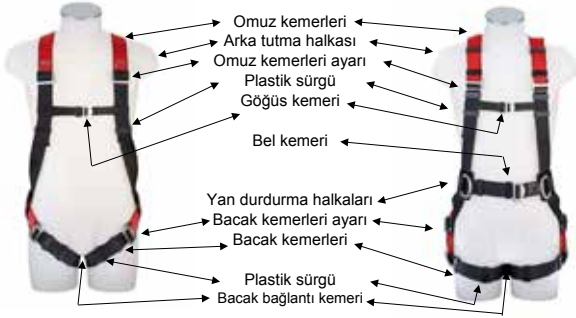 Omuz kemerleri
Arka tutma halkası
Omuz kemerleri ayarı
Plastik sürgü
Göğüs kemeri
Bel kemeri
Yan durdurma halkaları
Bacak kemerleri ayarı
Bacak kemerleri
Plastik sürgü
Bacak bağlantı kemeri